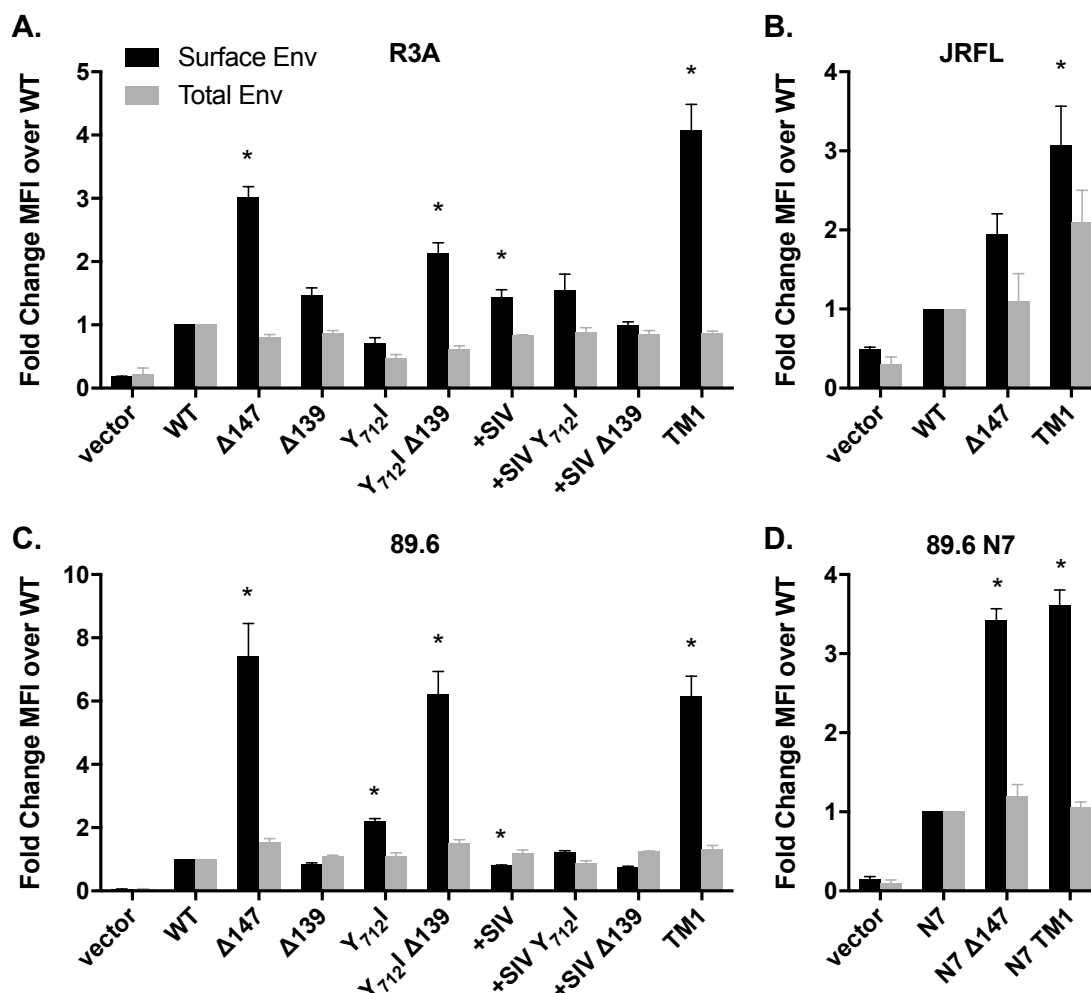 A.
R3A
Surface Env
Total Env
Fold Change MFI over WT
5
4
3
2
1
0
vector
WT
Δ147
Δ139
Y712I
Y712I Δ139
+SIV
+SIV Y712I
+SIV Δ139
TM1
*
*
*
*
B.
JRFL
Fold Change MFI over WT
4
3
2
1
0
vector
WT
Δ147
TM1
*
C.
89.6
Fold Change MFI over WT
10
8
6
4
2
0
vector
WT
Δ147
Δ139
Y712I
Y712I Δ139
+SIV
+SIV Y712I
+SIV Δ139
TM1
*
*
*
*
*
D.
89.6 N7
Fold Change MFI over WT
4
3
2
1
0
vector
N7
N7 Δ147
N7 TM1
*
*